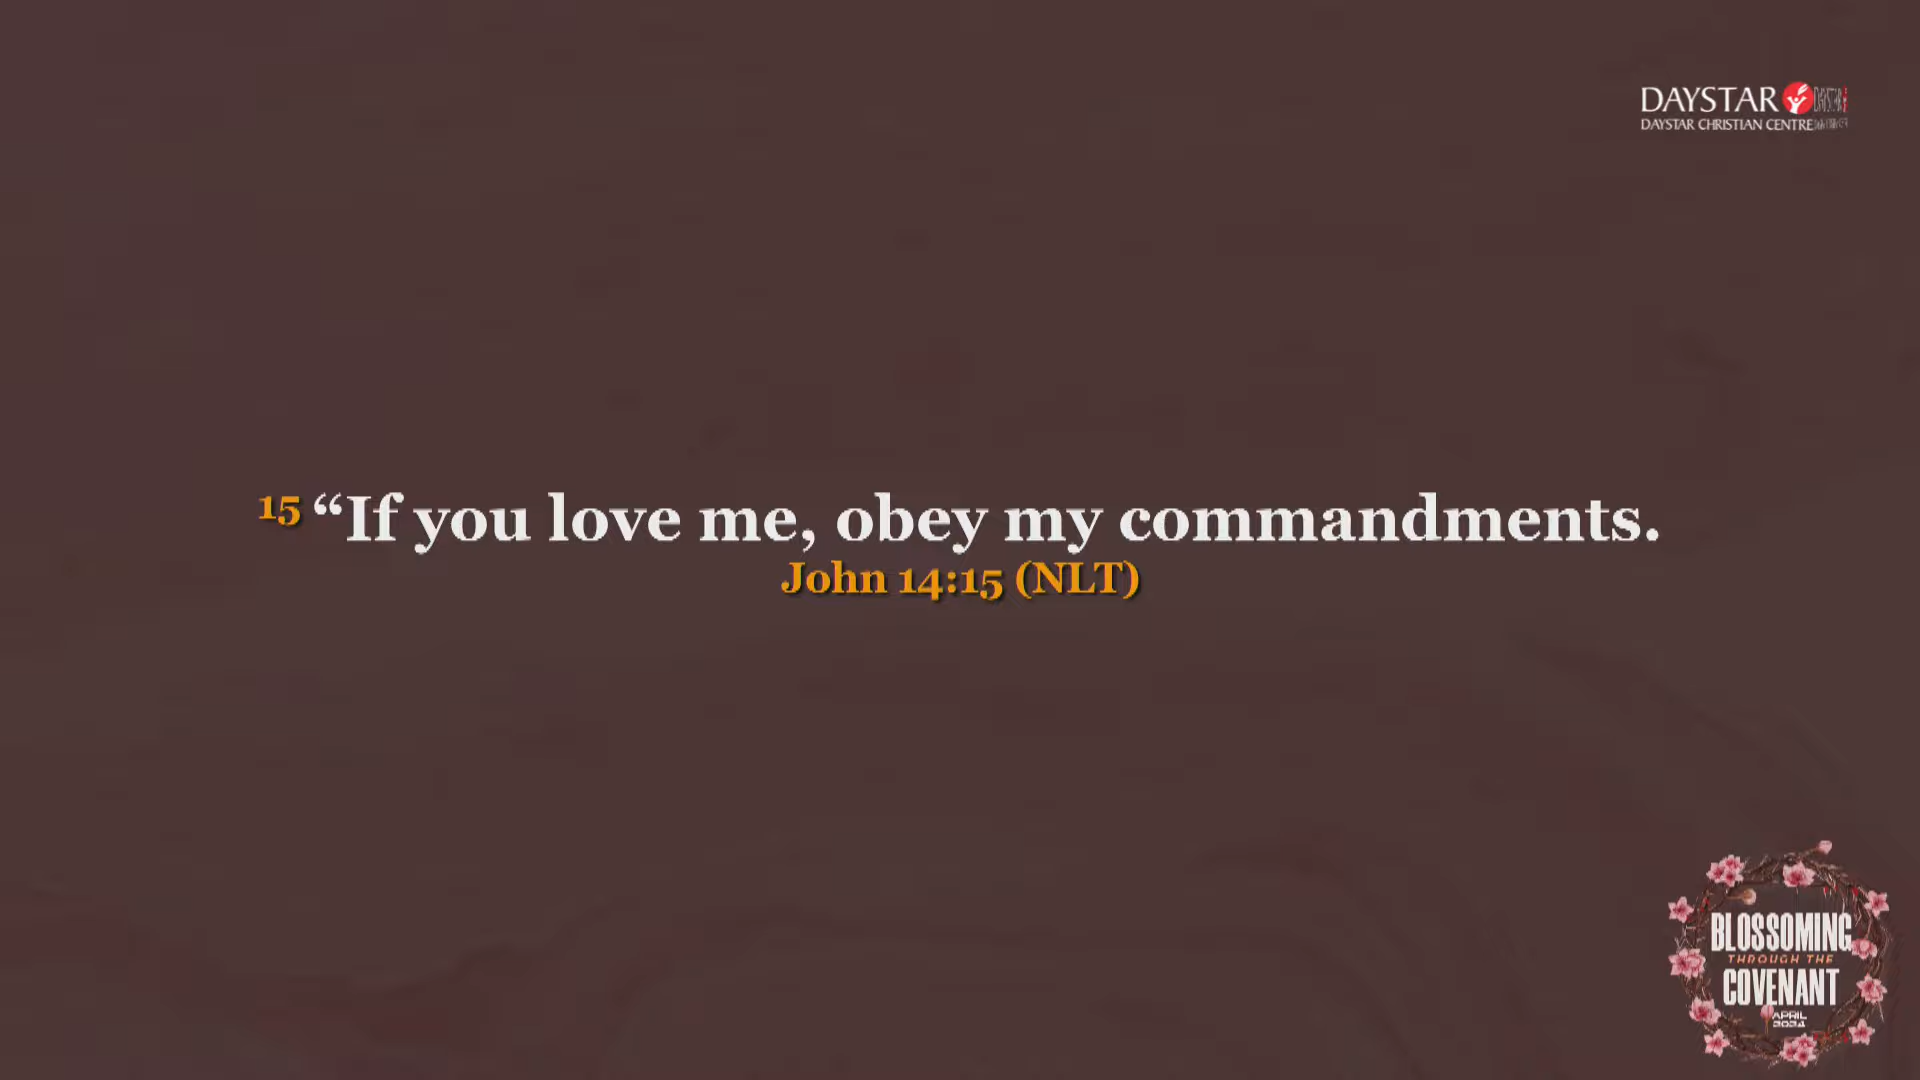 DAYSTAR
DAYSTAR CHRISTIAN CENTRE
15 “If you love me, obey my commandments.
John 14:15 (NLT)
BLOSSOMING
THROUGH THE
COVENANT
APRIL
2024